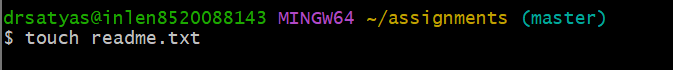 drsatyas@inlen8520088143 MINGW64 ~/assignments (master)
$ touch readme.txt